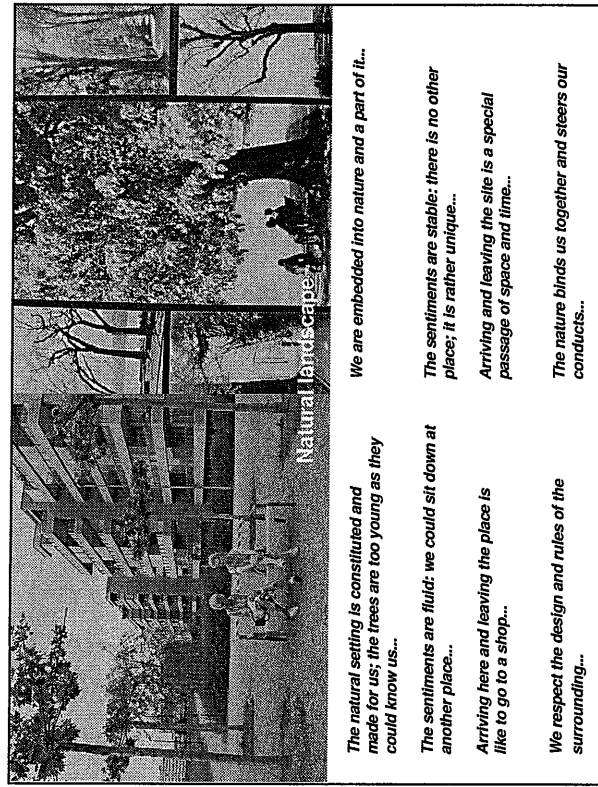 Natural landscape
The natural setting is constituted and
made for us; the trees are too young as they
could know us...
The sentiments are fluid: we could sit down at
another place...
Arriving here and leaving the place is
like to go to a shop...
We respect the design and rules of the
surrounding...
We are embedded into nature and a part of it...
The sentiments are stable: there is no other
place; it is rather unique...
Arriving and leaving the site is a special
passage of space and time...
The nature binds us together and steers our
conducts...